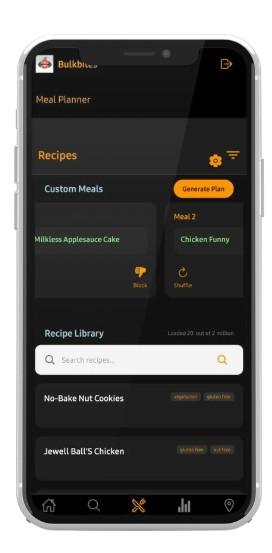 Bulkbites
Meal Planner
Recipes
Custom Meals
Generate Plan
Meal 2
Milkless Applesauce Cake
Chicken Funny
Block
Shuffle
Recipe Library
Loaded 20 out of 2 million
Search recipes...
No-Bake Nut Cookies
vegetarian gluten free
Jewell Ball'S Chicken
gluten free nut free